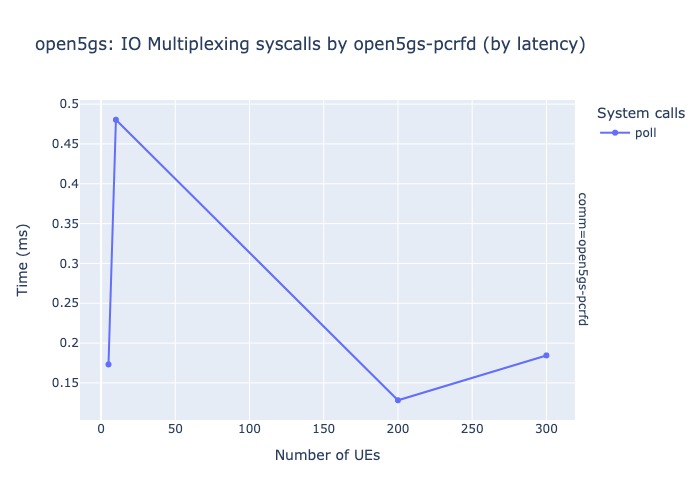 open5gs: IO Multiplexing syscalls by open5gs-pcrfd (by latency)
System calls
poll
0.5
0.45
0.4
0.35
0.3
0.25
0.2
0.15
Time (ms)
comm=open5gs-pcrfd
0 50 100 150 200 250 300
Number of UEs